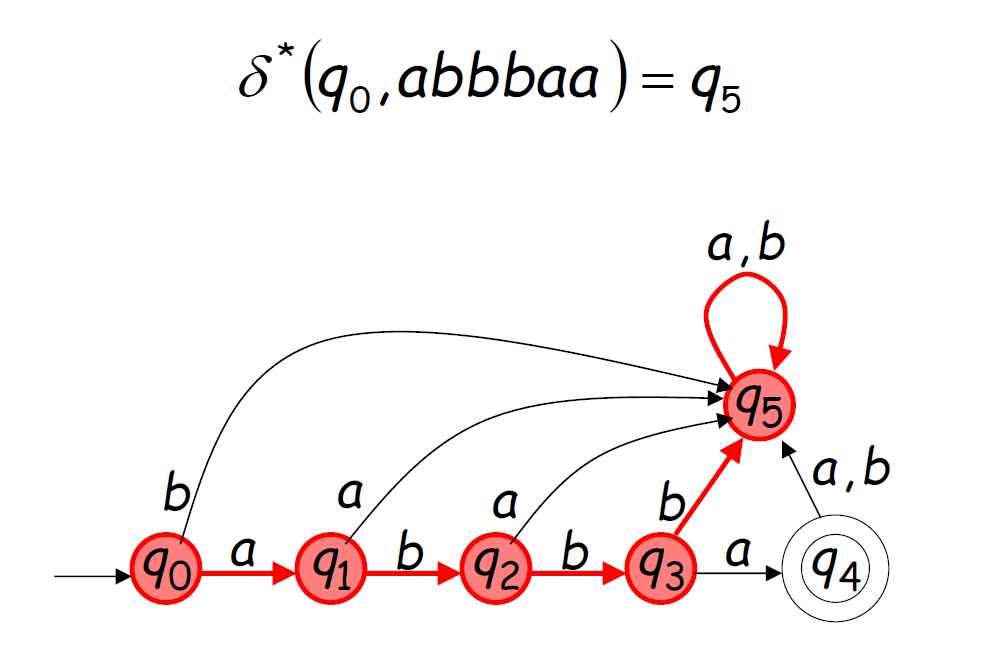 δ*(q₀,abbbaa)=q₅
a,b
q₅
b a a b a,b
q₀ a q₁ b q₂ b q₃ a q₄